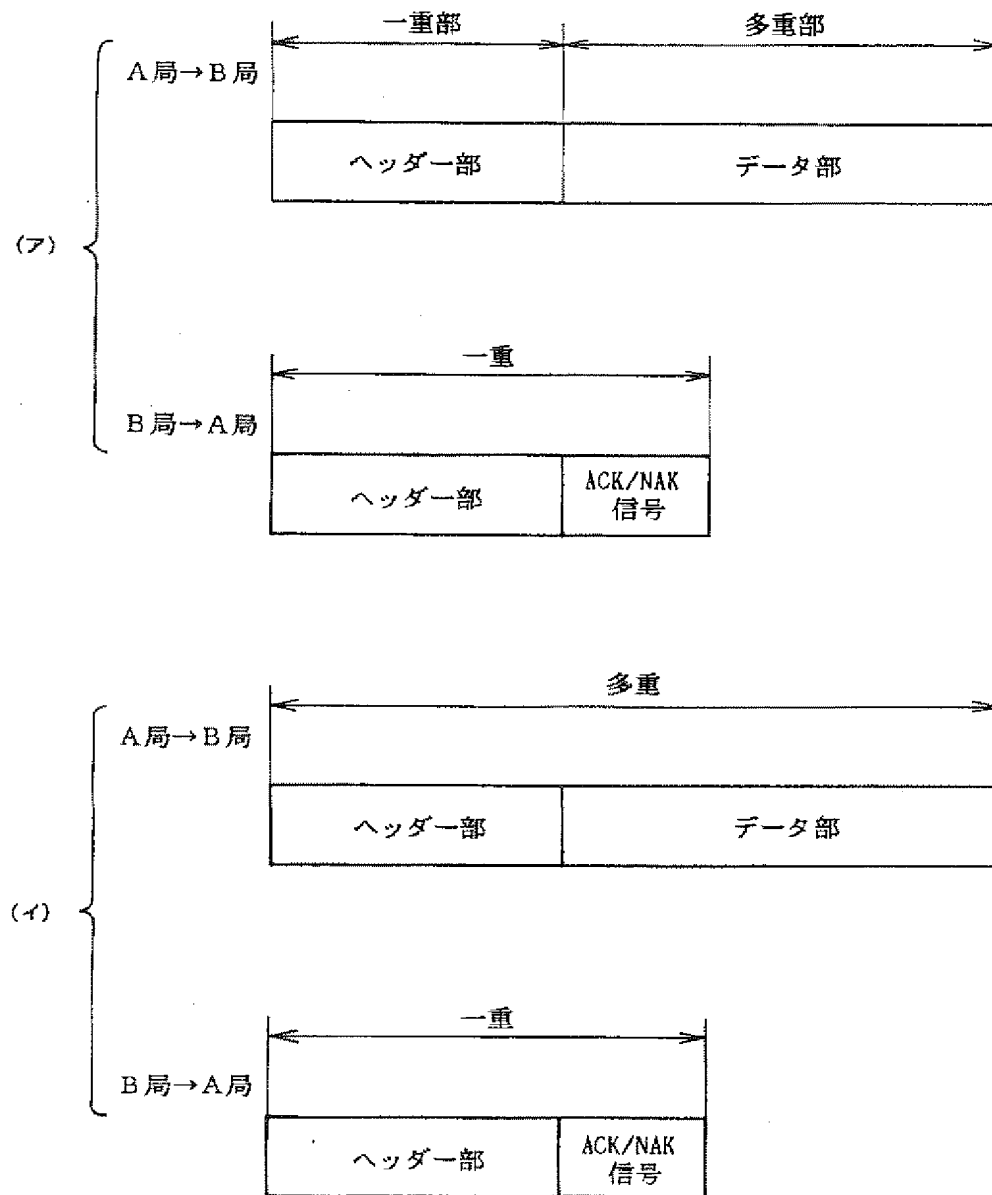 一重部 多重部
A局→B局
ヘッダー部 データ部
(ア)
一重
B局→A局
ヘッダー部 ACK/NAK
信号
多重
A局→B局
ヘッダー部 データ部
(イ)
一重
B局→A局
ヘッダー部 ACK/NAK
信号